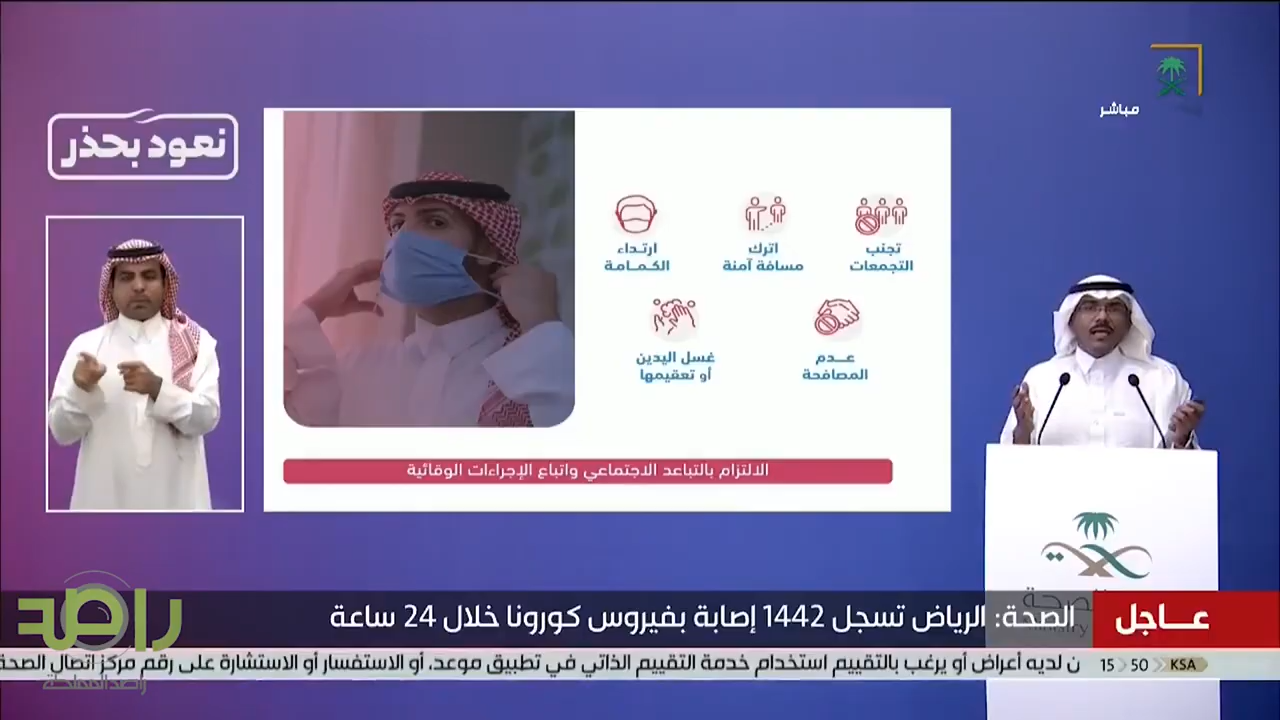 مباشر
نعود بحذر
تجنب
التجمعات
اترك
مسافة آمنة
ارتداء
الكمامة
عدم
المصافحة
غسل اليدين
أو تعقيمها
الالتزام بالتباعد الاجتماعي واتباع الإجراءات الوقائية
عاجل
الصحة: الرياض تسجل 1442 إصابة بفيروس كورونا خلال 24 ساعة
KSA 15 50
ن لديه أعراض أو يرغب بالتقييم استخدام خدمة التقييم الذاتي في تطبيق موعد، أو الاستفسار أو الاستشارة على رقم مركز اتصال الصحة
راصد